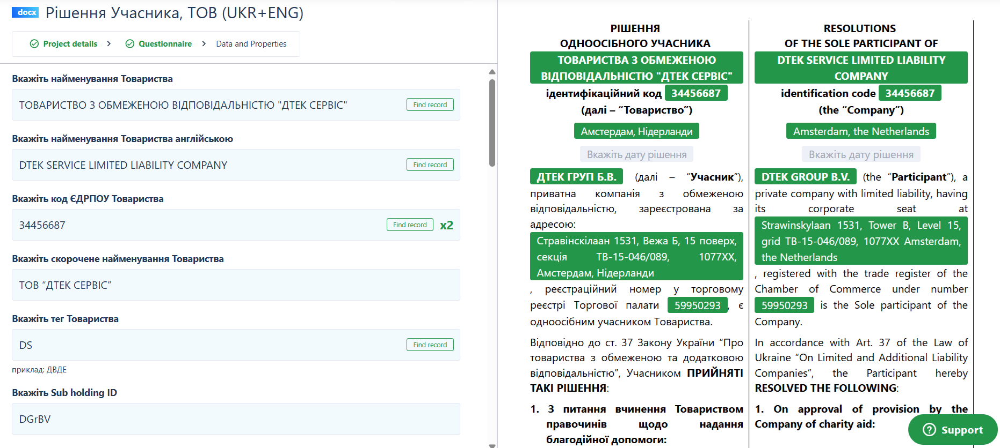 docx Рішення Учасника, ТОВ (UKR+ENG)
Project details > Questionnaire > Data and Properties
Вкажіть найменування Товариства
ТОВАРИСТВО З ОБМЕЖЕНОЮ ВІДПОВІДАЛЬНІСТЮ "ДТЕК СЕРВІС" Find record
Вкажіть найменування Товариства англійською
DTEK SERVICE LIMITED LIABILITY COMPANY Find record
Вкажіть код ЄДРПОУ Товариства
34456687 Find record x2
Вкажіть скорочене найменування Товариства
ТОВ “ДТЕК СЕРВІС”
Вкажіть тег Товариства
DS Find record
приклад: ДВДЕ
Вкажіть Sub holding ID
DGrBV
РІШЕННЯ
ОДНООСІБНОГО УЧАСНИКА
ТОВАРИСТВА З ОБМЕЖЕНОЮ
ВІДПОВІДАЛЬНІСТЮ "ДТЕК СЕРВІС"
ідентифікаційний код 34456687
(далі – “Товариство”)
Амстердам, Нідерланди
Вкажіть дату рішення
ДТЕК ГРУП Б.В. (далі – “Учасник”),
приватна компанія з обмеженою
відповідальністю, зареєстрована за
адресою:
Стравінскілаан 1531, Вежа Б, 15 поверх,
секція ТВ-15-046/089, 1077ХХ,
Амстердам, Нідерланди
, реєстраційний номер у торговому
реєстрі Торгової палати 59950293, є
одноосібним учасником Товариства.
Відповідно до ст. 37 Закону України “Про
товариства з обмеженою та додатковою
відповідальністю”, Учасником ПРИЙНЯТІ
ТАКІ РІШЕННЯ:
1. З питання вчинення Товариством
правочинів щодо надання
благодійної допомоги:
RESOLUTIONS
OF THE SOLE PARTICIPANT OF
DTEK SERVICE LIMITED LIABILITY
COMPANY
identification code 34456687
(the “Company”)
Amsterdam, the Netherlands
Вкажіть дату рішення
DTEK GROUP B.V. (the “Participant”), a
private company with limited liability, having
its corporate seat at
Strawinskylaan 1531, Tower B, Level 15,
grid TB-15-046/089, 1077XX Amsterdam,
the Netherlands
, registered with the trade register of the
Chamber of Commerce under number
59950293 is the Sole participant of the
Company.
In accordance with Art. 37 of the Law of
Ukraine “On Limited and Additional Liability
Companies”, the Participant hereby
RESOLVED THE FOLLOWING:
1. On approval of provision by the
Company of charity aid:
Support